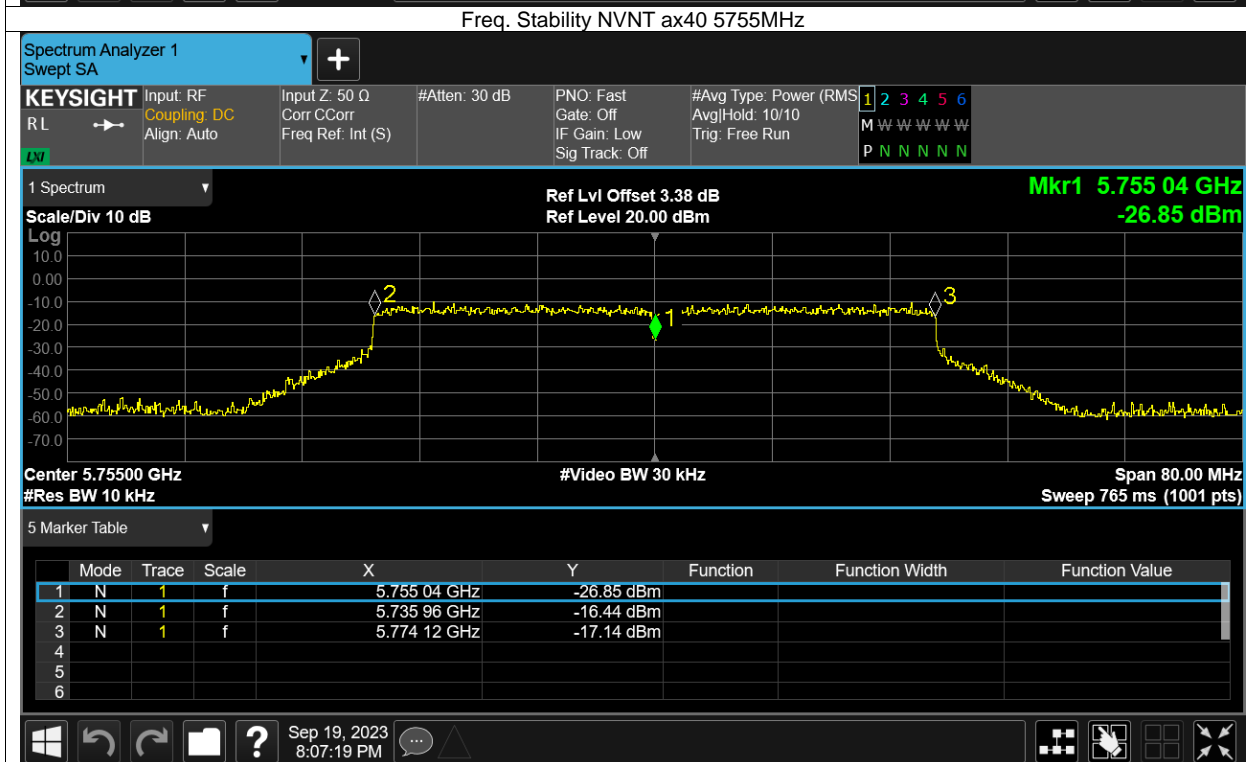 Freq. Stability NVNT ax40 5755MHz
Spectrum Analyzer 1
Swept SA
KEYSIGHT
RL
LXI
Input: RF
Coupling: DC
Align: Auto
Input Z: 50 Ω
Corr CCorr
Freq Ref: Int (S)
#Atten: 30 dB
PNO: Fast
Gate: Off
IF Gain: Low
Sig Track: Off
#Avg Type: Power (RMS
Avg|Hold: 10/10
Trig: Free Run
1 2 3 4 5 6
M W W W W W
P N N N N N
1 Spectrum
Scale/Div 10 dB
Ref Lvl Offset 3.38 dB
Ref Level 20.00 dBm
Mkr1 5.755 04 GHz
-26.85 dBm
Log
10.0
0.00
-10.0
-20.0
-30.0
-40.0
-50.0
-60.0
-70.0
2
1
3
Center 5.75500 GHz
#Video BW 30 kHz
Span 80.00 MHz
#Res BW 10 kHz
Sweep 765 ms (1001 pts)
5 Marker Table
Mode Trace Scale X Y Function Function Width Function Value
1 N 1 f 5.755 04 GHz -26.85 dBm
2 N 1 f 5.735 96 GHz -16.44 dBm
3 N 1 f 5.774 12 GHz -17.14 dBm
4
5
6
?
Sep 19, 2023
8:07:19 PM